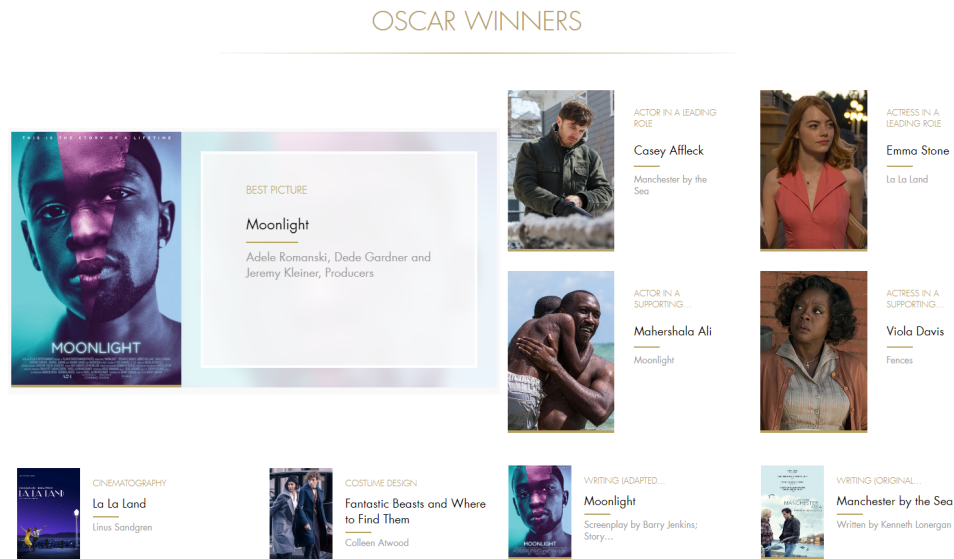 OSCAR WINNERS
THIS IS THE STORY OF A LIFETIME
MOONLIGHT
BEST PICTURE
Moonlight
Adele Romanski, Dede Gardner and
Jeremy Kleiner, Producers
ACTOR IN A LEADING
ROLE
Casey Affleck
Manchester by the
Sea
ACTRESS IN A
LEADING ROLE
Emma Stone
La La Land
ACTOR IN A
SUPPORTING...
Mahershala Ali
Moonlight
ACTRESS IN A
SUPPORTING...
Viola Davis
Fences
LA LA LAND
CINEMATOGRAPHY
La La Land
Linus Sandgren
COSTUME DESIGN
Fantastic Beasts and Where
to Find Them
Colleen Atwood
MOONLIGHT
WRITING (ADAPTED...
Moonlight
Screenplay by Barry Jenkins;
Story...
MANCHESTER
WRITING (ORIGINAL...
Manchester by the Sea
Written by Kenneth Lonergan